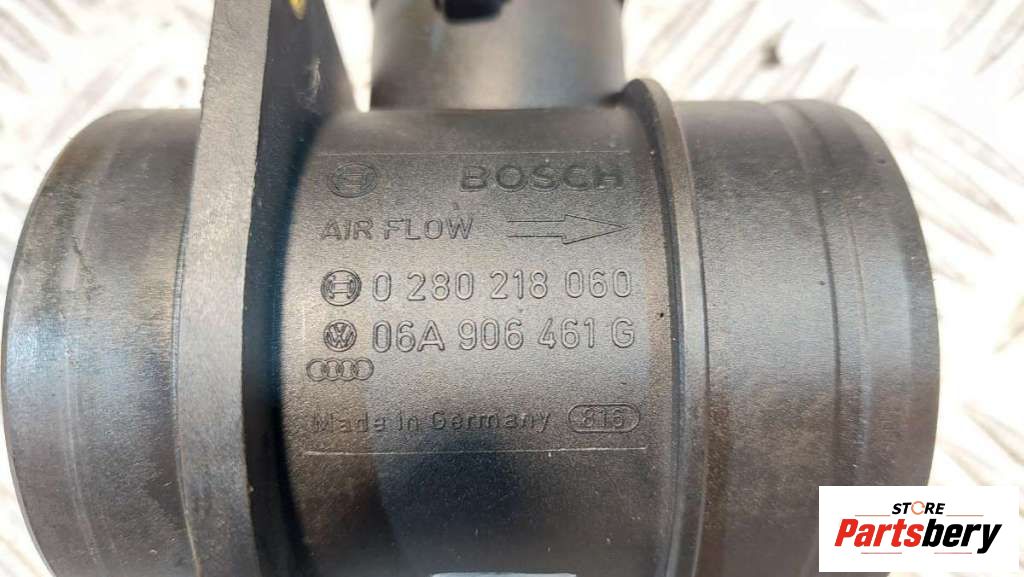 BOSCH
AIR FLOW
0 280 218 060
06A 906 461 G
Made in Germany 816
STORE
Partsbery